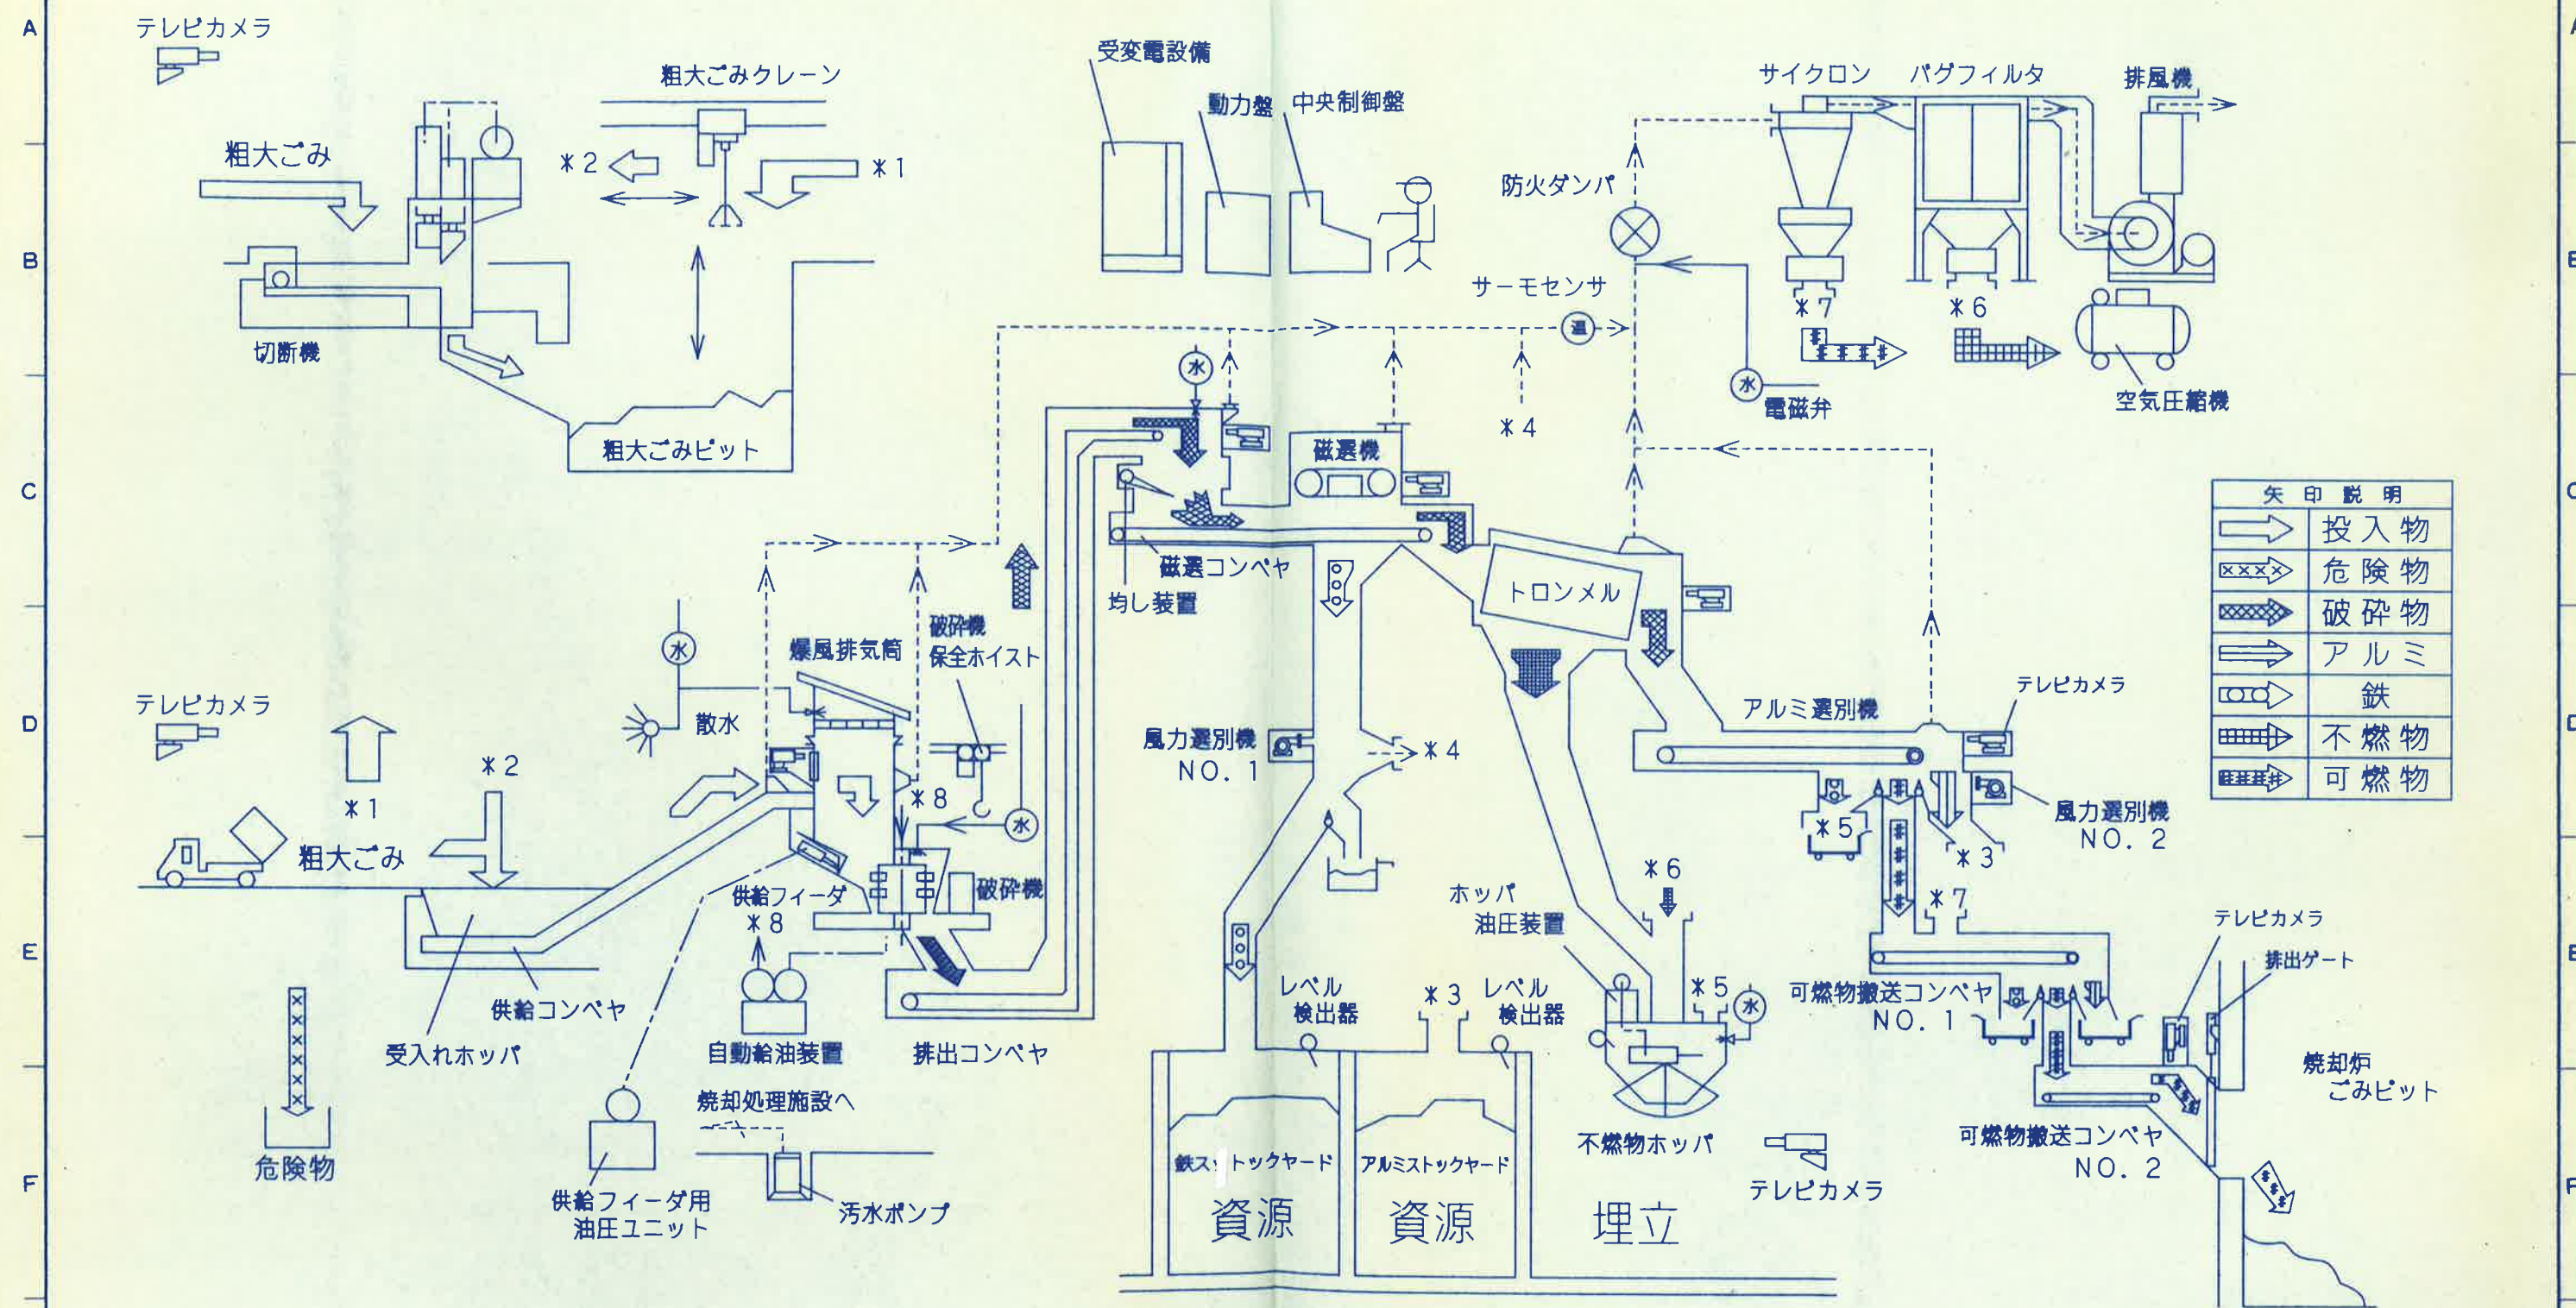 A
B
C
D
E
F
テレビカメラ
粗大ごみクレーン
粗大ごみ
*2
*1
切断機
粗大ごみピット
受変電設備
動力盤
中央制御盤
サイクロン
バグフィルタ
排風機
防火ダンパ
サーモセンサ
温
*7
*6
水
電磁弁
空気圧縮機
水
*4
磁選機
磁選コンベヤ
均し装置
トロンメル
矢印説明
投入物
危険物
破砕物
アルミ
鉄
不燃物
可燃物
テレビカメラ
*1
*2
粗大ごみ
水
散水
爆風排気筒
破砕機
保全ホイスト
*8
水
供給フィーダ
*8
破砕機
供給コンベヤ
受入れホッパ
自動給油装置
排出コンベヤ
危険物
供給フィーダ用
油圧ユニット
焼却処理施設へ
汚水ポンプ
風力選別機
NO. 1
*4
アルミ選別機
テレビカメラ
*5
*3
風力選別機
NO. 2
ホッパ
油圧装置
*6
*7
レベル
検出器
*3
レベル
検出器
*5
水
可燃物搬送コンベヤ
NO. 1
テレビカメラ
排出ゲート
焼却炉
ごみピット
可燃物搬送コンベヤ
NO. 2
鉄ストックヤード
資源
アルミストックヤード
資源
不燃物ホッパ
埋立
テレビカメラ
A
B
C
D
E
F